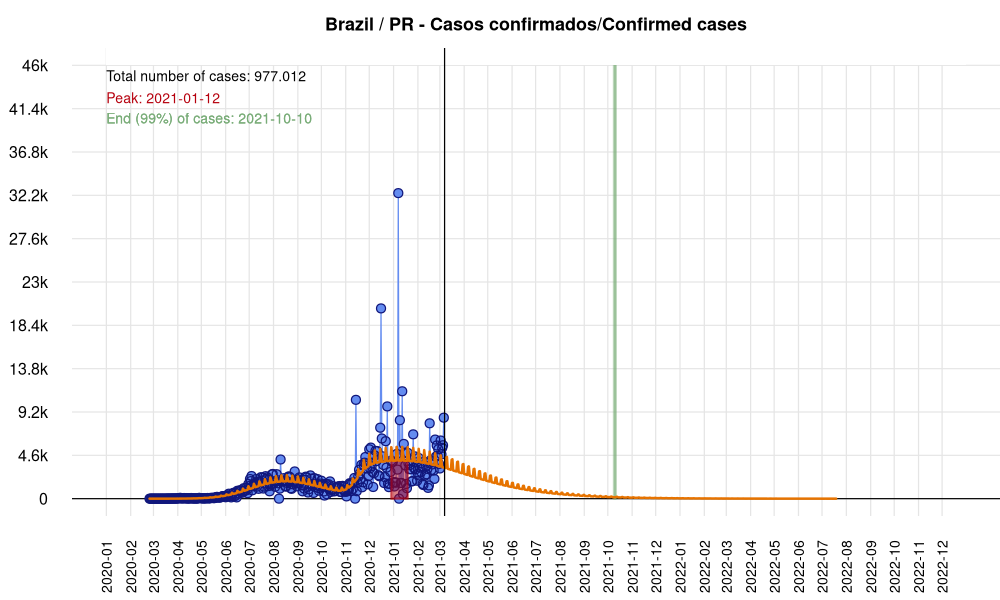 Brazil / PR - Casos confirmados/Confirmed cases
Total number of cases: 977.012
Peak: 2021-01-12
End (99%) of cases: 2021-10-10
46k
41.4k
36.8k
32.2k
27.6k
23k
18.4k
13.8k
9.2k
4.6k
0
2020-01
2020-02
2020-03
2020-04
2020-05
2020-06
2020-07
2020-08
2020-09
2020-10
2020-11
2020-12
2021-01
2021-02
2021-03
2021-04
2021-05
2021-06
2021-07
2021-08
2021-09
2021-10
2021-11
2021-12
2022-01
2022-02
2022-03
2022-04
2022-05
2022-06
2022-07
2022-08
2022-09
2022-10
2022-11
2022-12